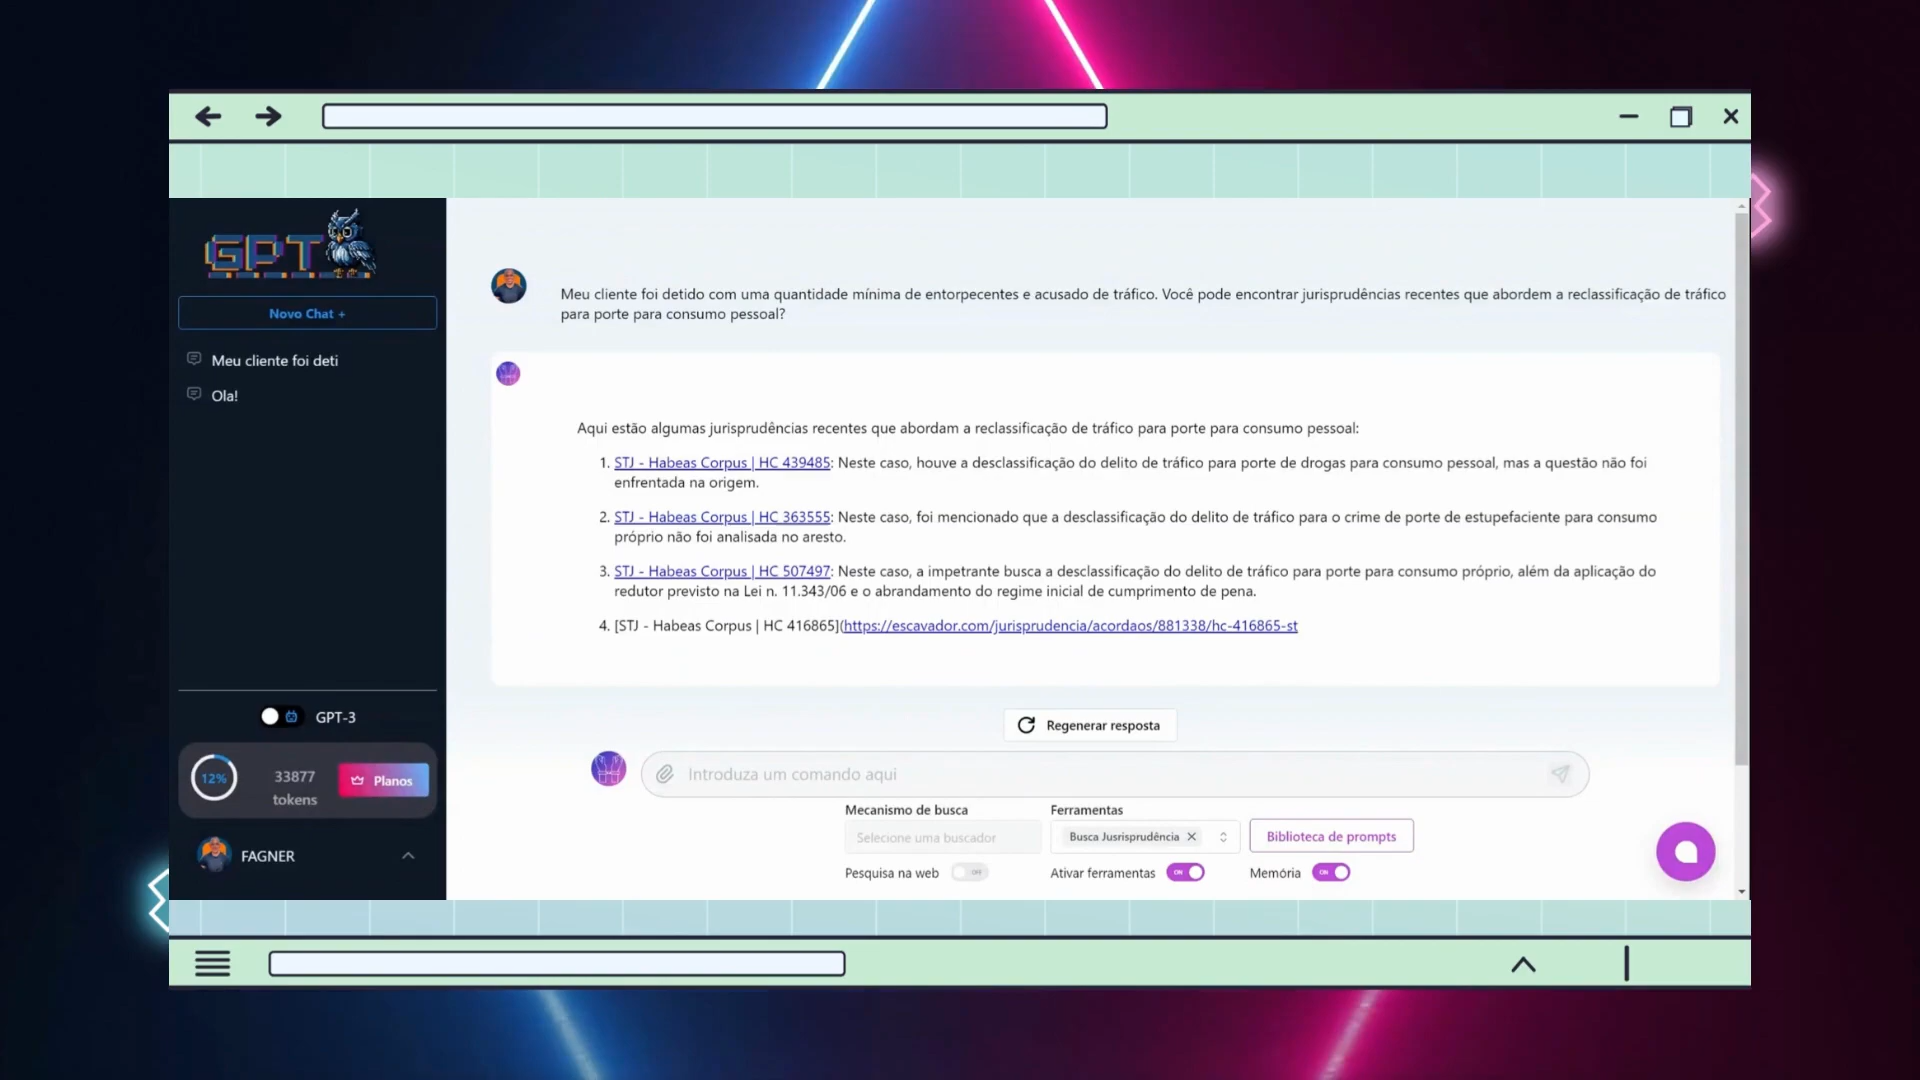 GPT
Novo Chat +
Meu cliente foi deti
Ola!
Meu cliente foi detido com uma quantidade mínima de entorpecentes e acusado de tráfico. Você pode encontrar jurisprudências recentes que abordem a reclassificação de tráfico
para porte para consumo pessoal?
Aqui estão algumas jurisprudências recentes que abordam a reclassificação de tráfico para porte para consumo pessoal:
1. STJ - Habeas Corpus | HC 439485: Neste caso, houve a desclassificação do delito de tráfico para porte de drogas para consumo pessoal, mas a questão não foi
enfrentada na origem.
2. STJ - Habeas Corpus | HC 363555: Neste caso, foi mencionado que a desclassificação do delito de tráfico para o crime de porte de estupefaciente para consumo
próprio não foi analisada no aresto.
3. STJ - Habeas Corpus | HC 507497: Neste caso, a impetrante busca a desclassificação do delito de tráfico para porte para consumo próprio, além da aplicação do
redutor previsto na Lei n. 11.343/06 e o abrandamento do regime inicial de cumprimento de pena.
4. [STJ - Habeas Corpus | HC 416865](https://escavador.com/jurisprudencia/acordaos/881338/hc-416865-st
Regenerar resposta
Introduza um comando aqui
Mecanismo de busca
Selecione uma buscador
Pesquisa na web OFF
Ferramentas
Busca Jusrisprudência
Ativar ferramentas ON
Biblioteca de prompts
Memória ON
GPT-3
12%
33877
tokens
Planos
FAGNER